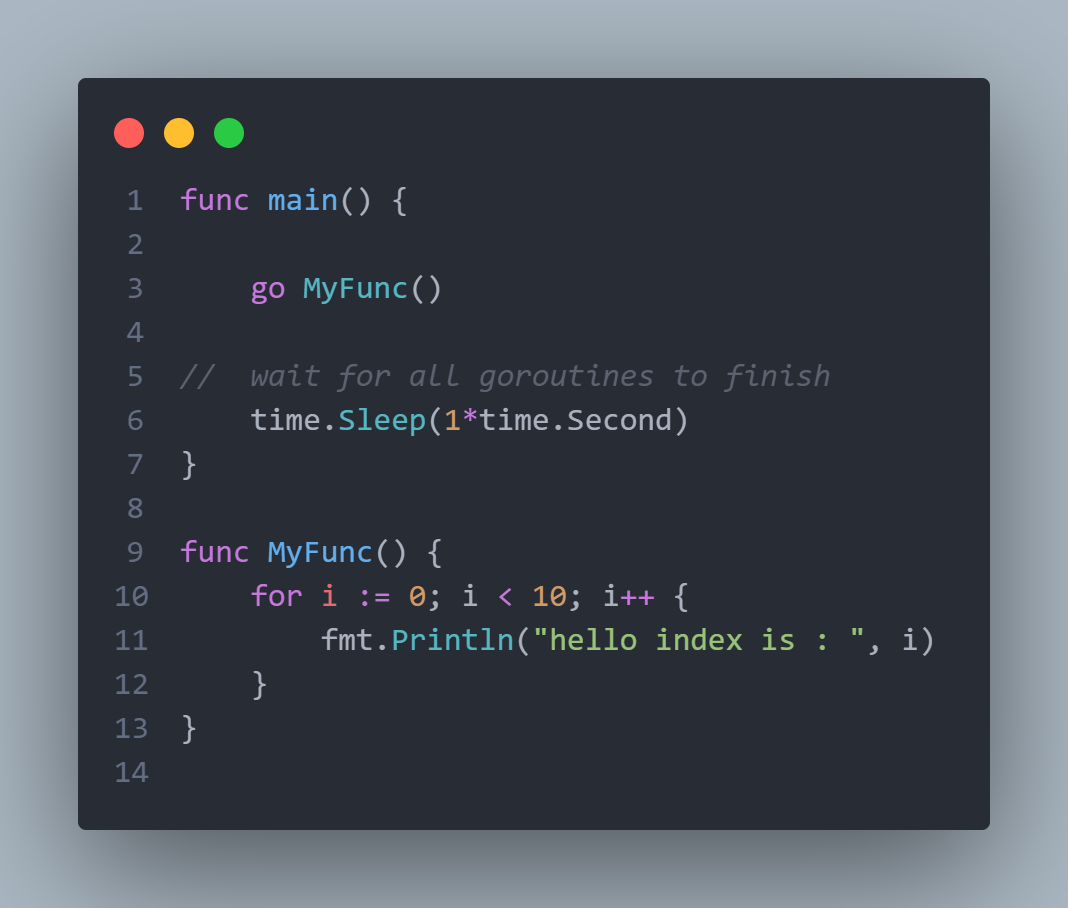 1 func main() {
2
3     go MyFunc()
4
5 //  wait for all goroutines to finish
6     time.Sleep(1*time.Second)
7 }
8
9 func MyFunc() {
10     for i := 0; i < 10; i++ {
11         fmt.Println("hello index is : ", i)
12     }
13 }
14